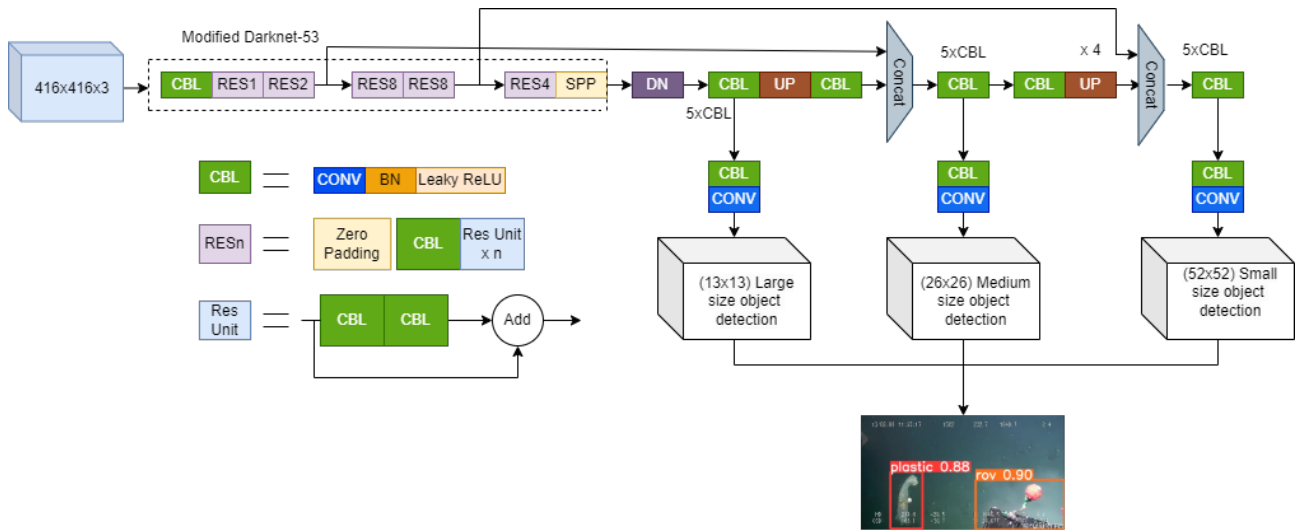 Modified Darknet-53
416x416x3
CBL RES1 RES2
RES8 RES8
RES4 SPP
DN
CBL UP CBL
5xCBL
Concat
5xCBL
CBL
x 4
CBL UP
Concat
5xCBL
CBL
CBL
CONV
CBL
CONV
CBL
CONV
CBL
CONV BN Leaky ReLU
RESn
Zero
Padding
CBL
Res Unit
x n
Res
Unit
CBL CBL
Add
(13x13) Large
size object
detection
(26x26) Medium
size object
detection
(52x52) Small
size object
detection
plastic 0.88
rov 0.90